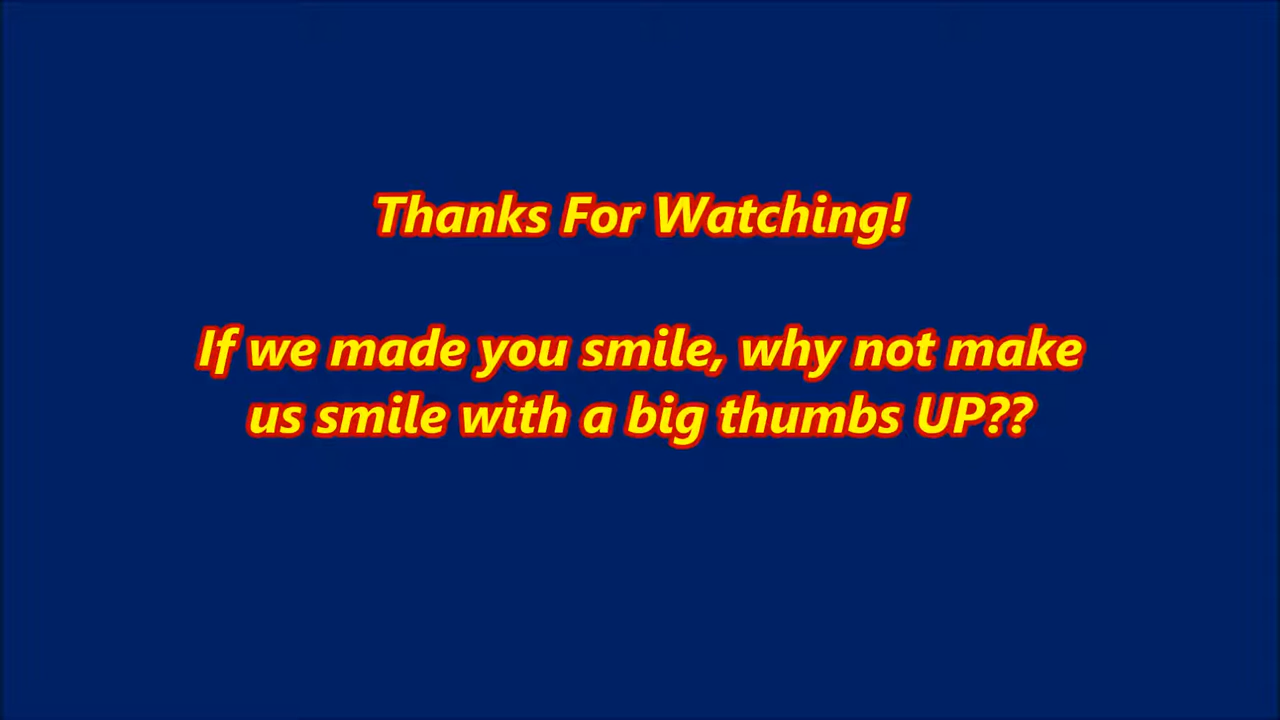 Thanks For Watching!
If we made you smile, why not make
us smile with a big thumbs UP??